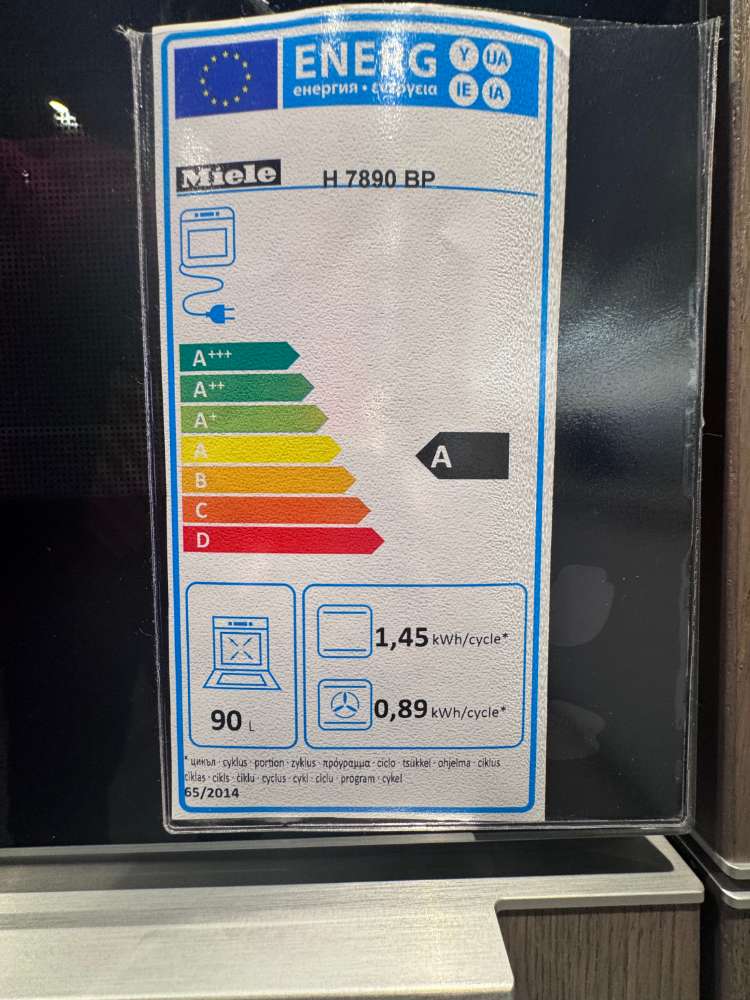 ENERG Y UA
енергия · ενεργεια IE IA
Miele H 7890 BP
A+++
A++
A+
A
A
B
C
D
1,45 kWh/cycle*
90 L
0,89 kWh/cycle*
* цикъл · cyklus · portion · zyklus · πρόγραμμα · ciclo · tsükkel · ohjelma · ciklus
ciklas · cikls · ċiklu · cyclus · cykl · ciclu · program · cykel
65/2014